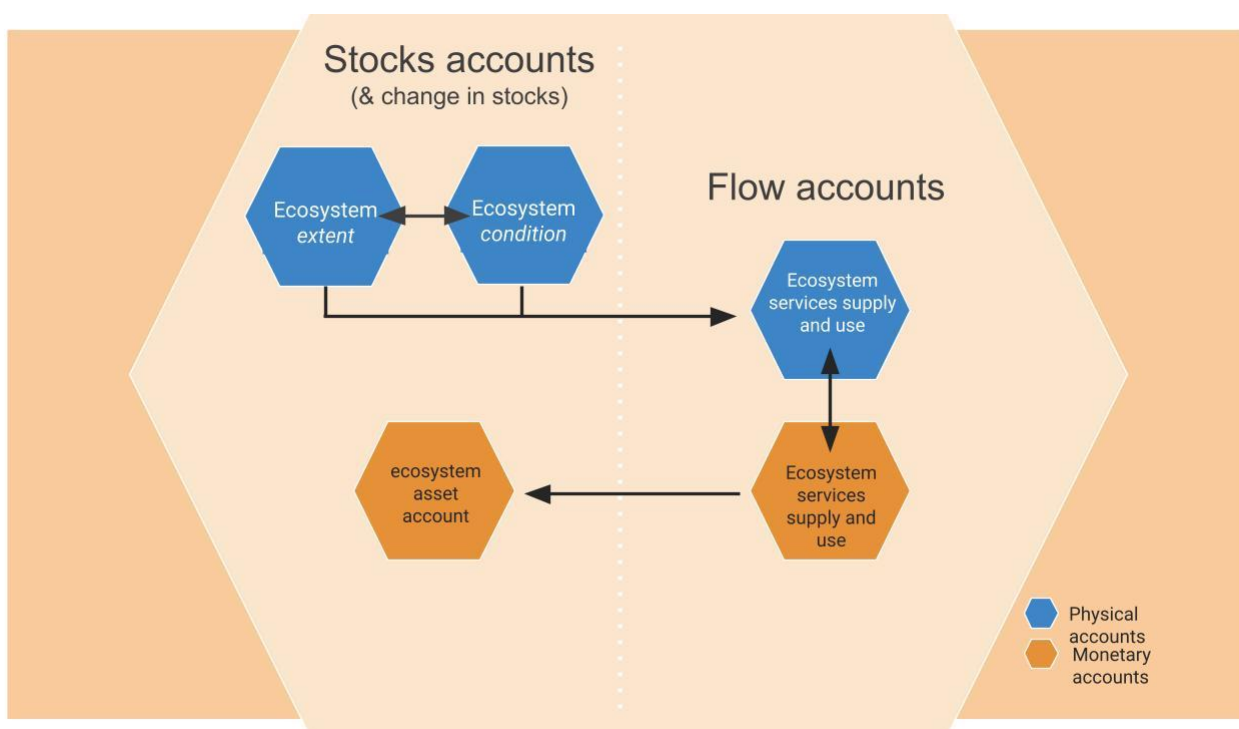 Stocks accounts
(& change in stocks)
Ecosystem
extent
Ecosystem
condition
Flow accounts
Ecosystem
services supply
and use
ecosystem
asset
account
Ecosystem
services
supply and
use
Physical
accounts
Monetary
accounts